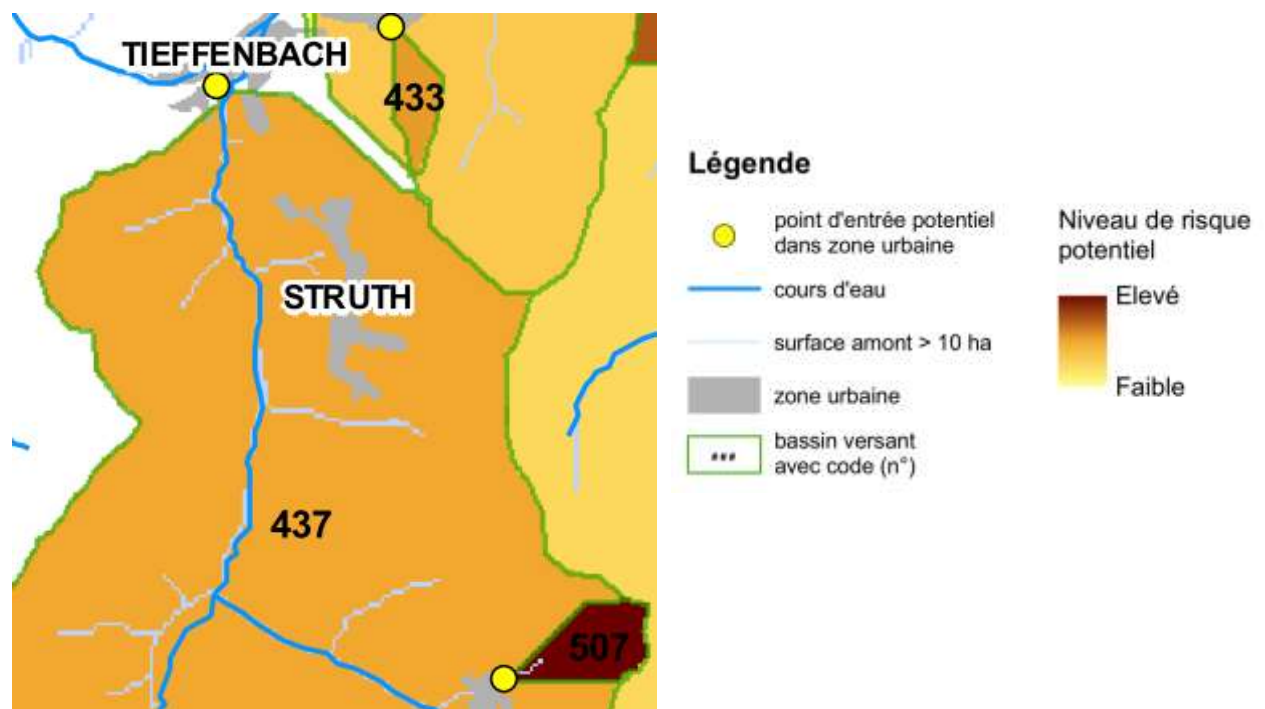 TIEFFENBACH
433
STRUTH
437
507
Légende
point d'entrée potentiel
dans zone urbaine
cours d'eau
surface amont > 10 ha
zone urbaine
###
bassin versant
avec code (n°)
Niveau de risque
potentiel
Elevé
Faible